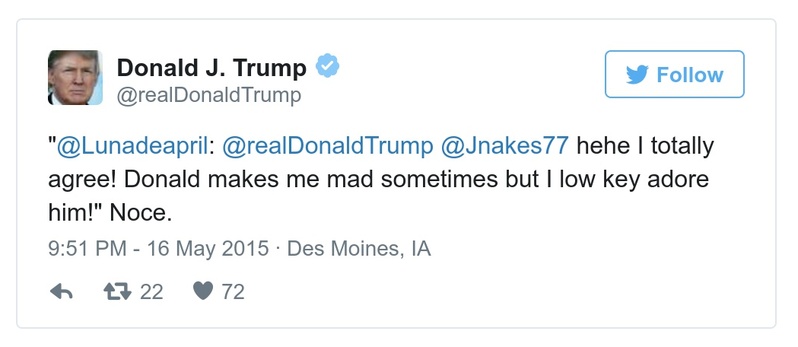 Donald J. Trump
@realDonaldTrump
Follow
"@Lunadeapril: @realDonaldTrump @Jnakes77 hehe I totally
agree! Donald makes me mad sometimes but I low key adore
him!" Noce.
9:51 PM - 16 May 2015 · Des Moines, IA
22 72